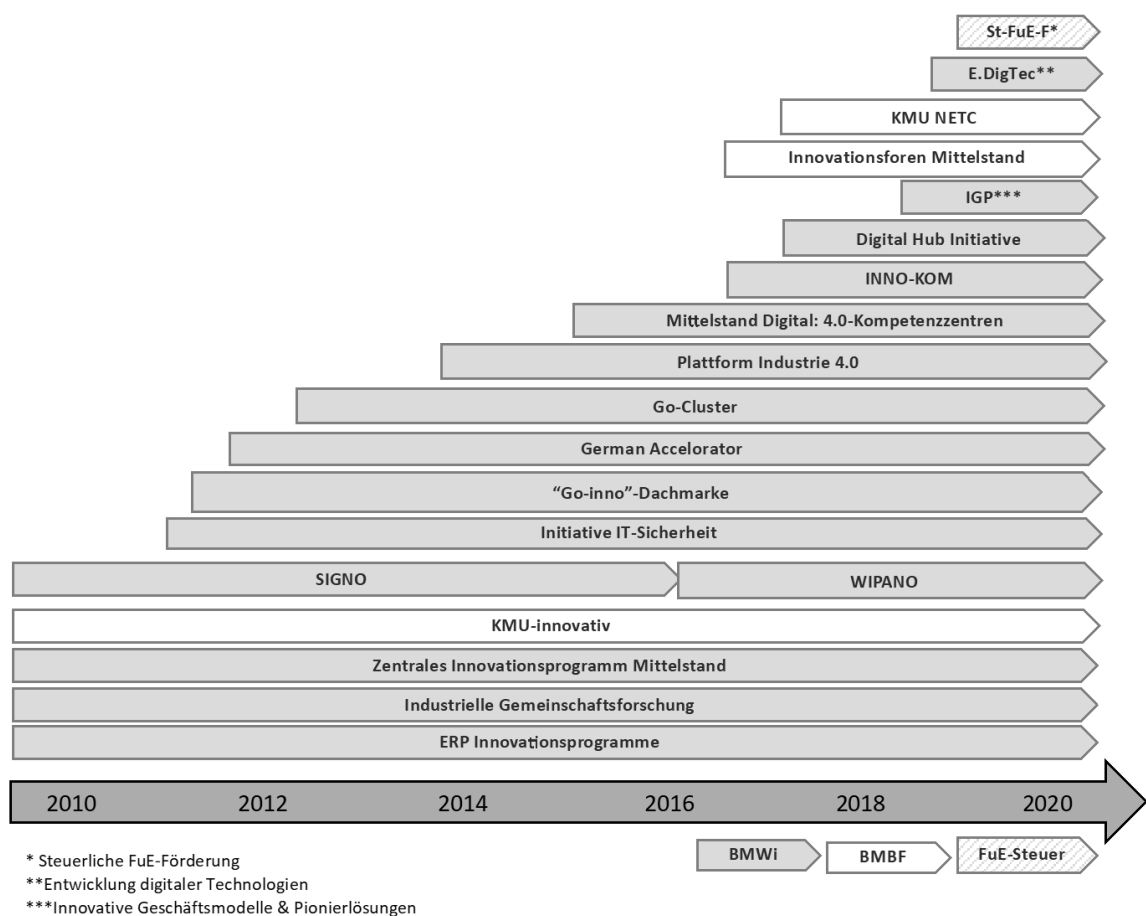 St-FuE-F*
E.DigTec**
KMU NETC
Innovationsforen Mittelstand
IGP***
Digital Hub Initiative
INNO-KOM
Mittelstand Digital: 4.0-Kompetenzzentren
Plattform Industrie 4.0
Go-Cluster
German Accelorator
“Go-inno”-Dachmarke
Initiative IT-Sicherheit
SIGNO WIPANO
KMU-innovativ
Zentrales Innovationsprogramm Mittelstand
Industrielle Gemeinschaftsforschung
ERP Innovationsprogramme
2010 2012 2014 2016 2018 2020
BMWi BMBF FuE-Steuer
* Steuerliche FuE-Förderung
**Entwicklung digitaler Technologien
***Innovative Geschäftsmodelle & Pionierlösungen